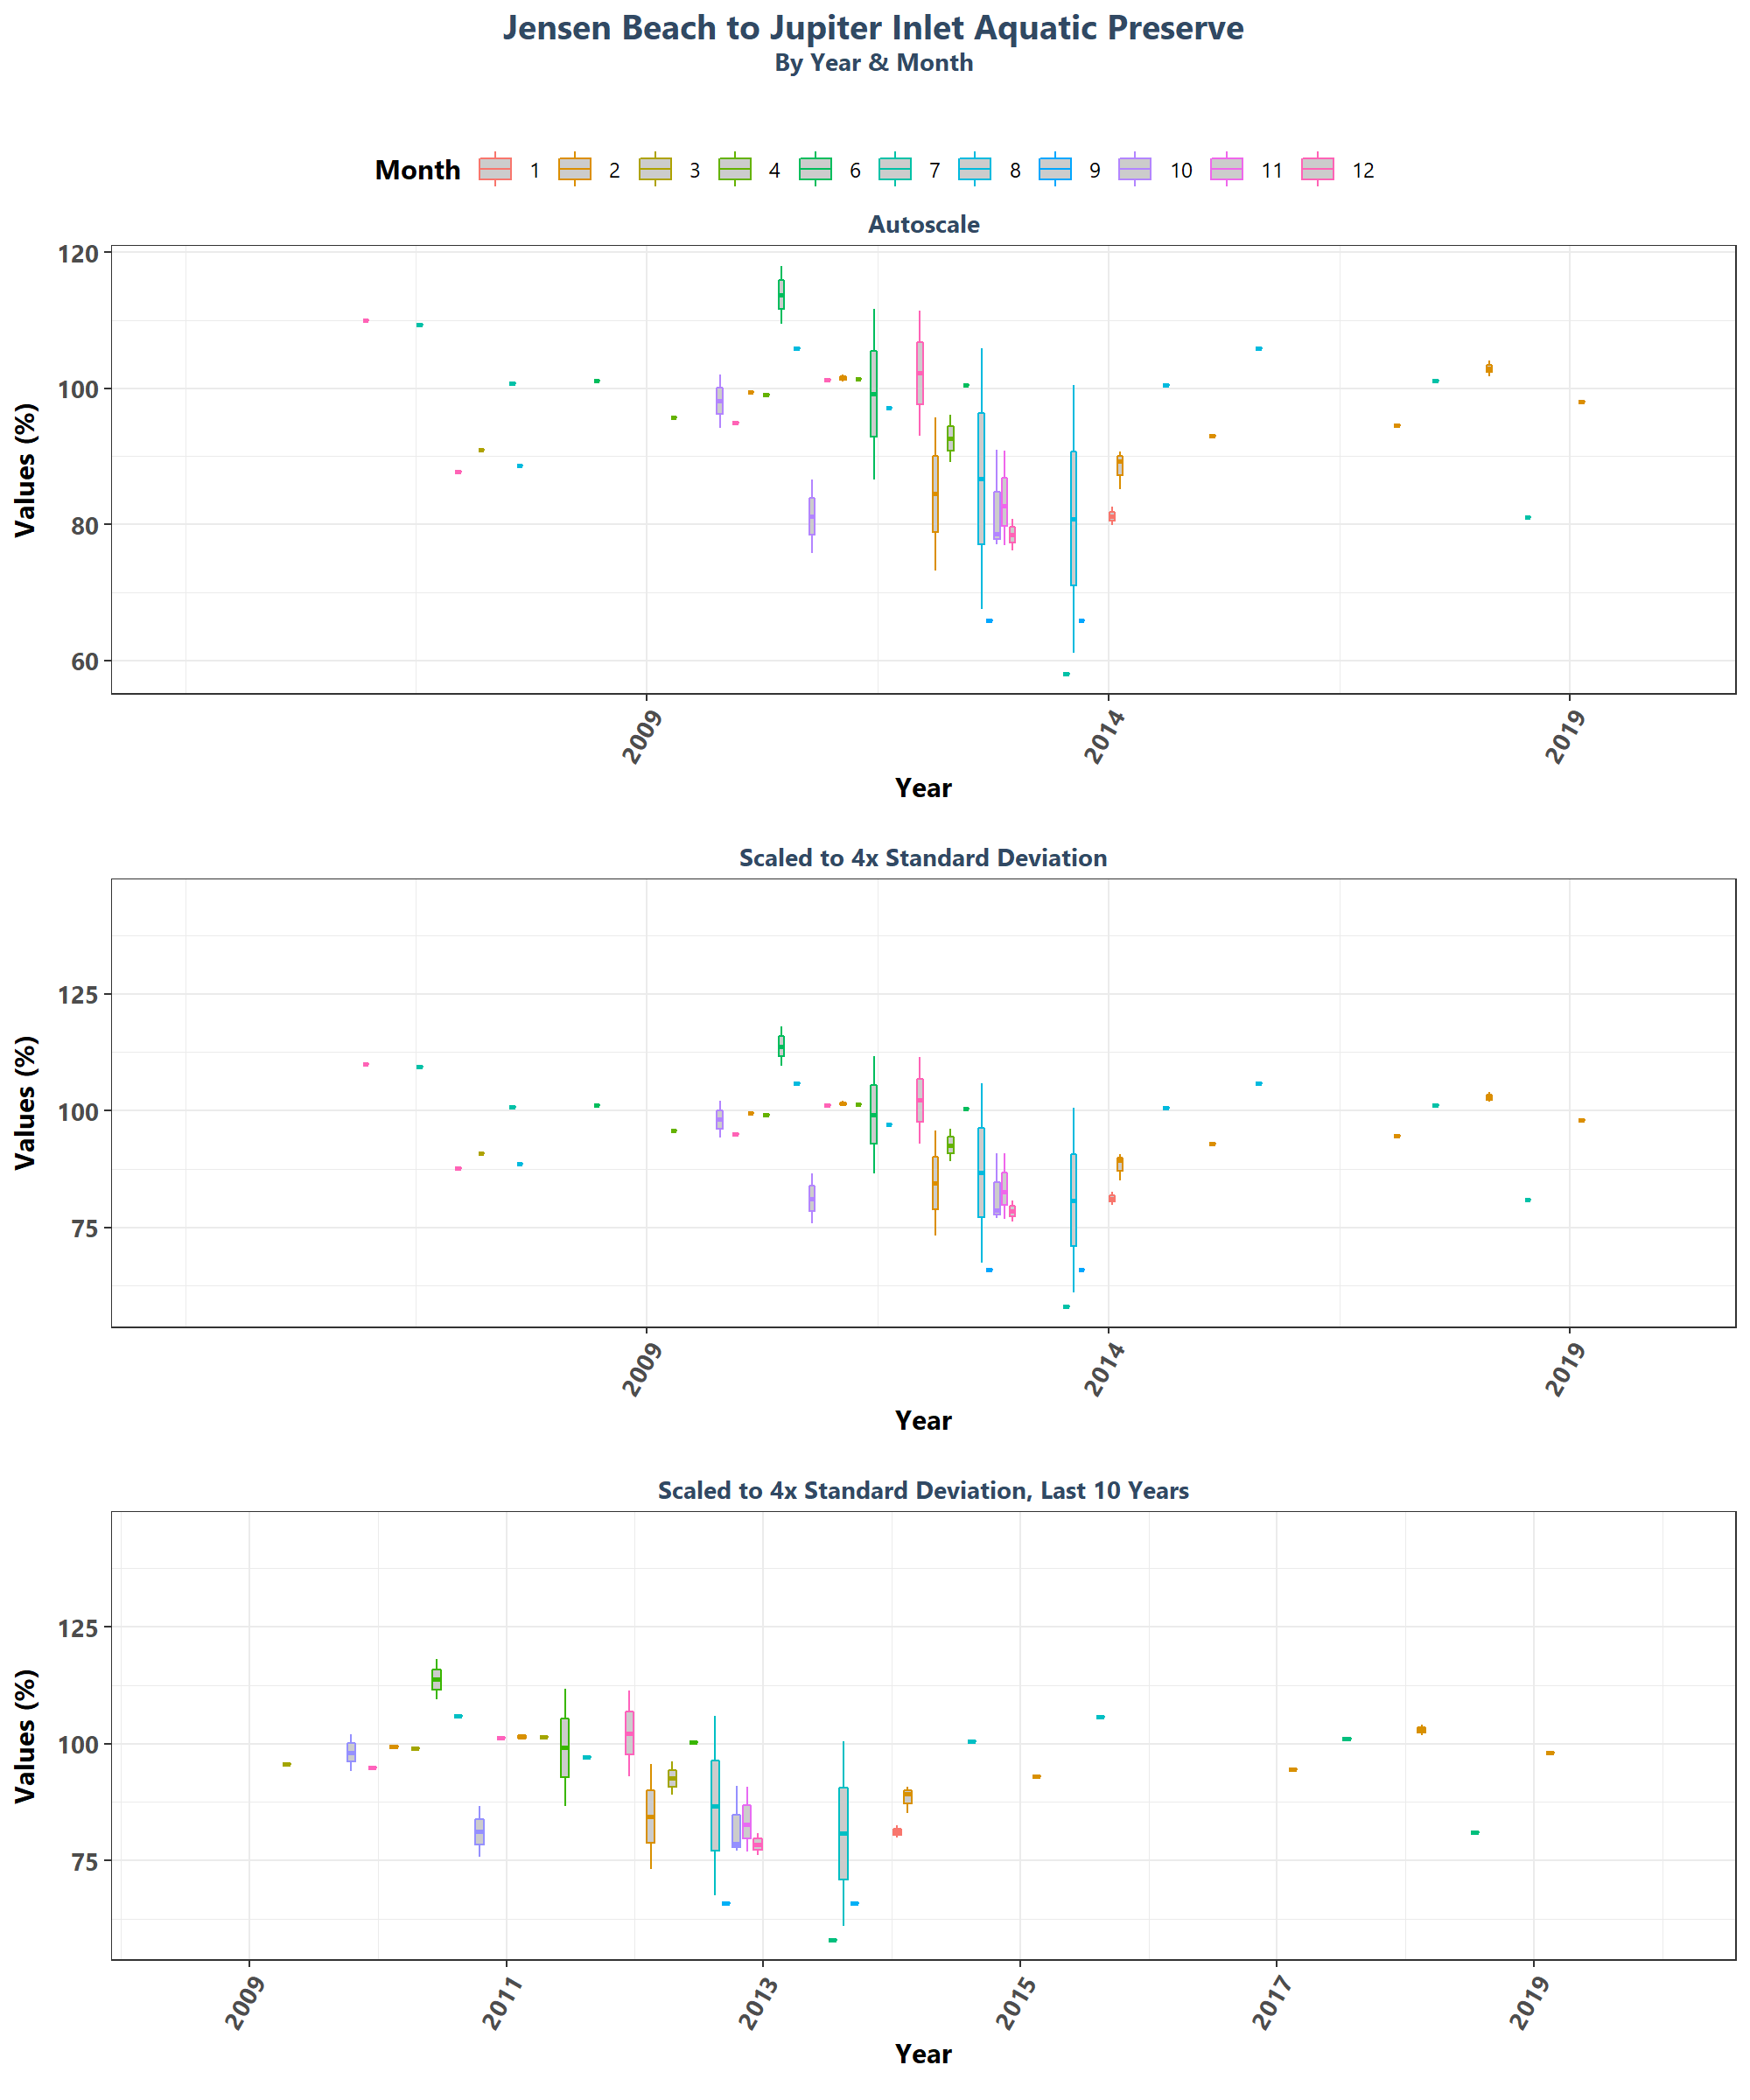 Jensen Beach to Jupiter Inlet Aquatic Preserve
By Year & Month
Month 1 2 3 4 6 7 8 9 10 11 12
Autoscale
120
100
80
60
Values (%)
2009 2014 2019
Year
Scaled to 4x Standard Deviation
125
100
75
Values (%)
2009 2014 2019
Year
Scaled to 4x Standard Deviation, Last 10 Years
125
100
75
Values (%)
2009 2011 2013 2015 2017 2019
Year